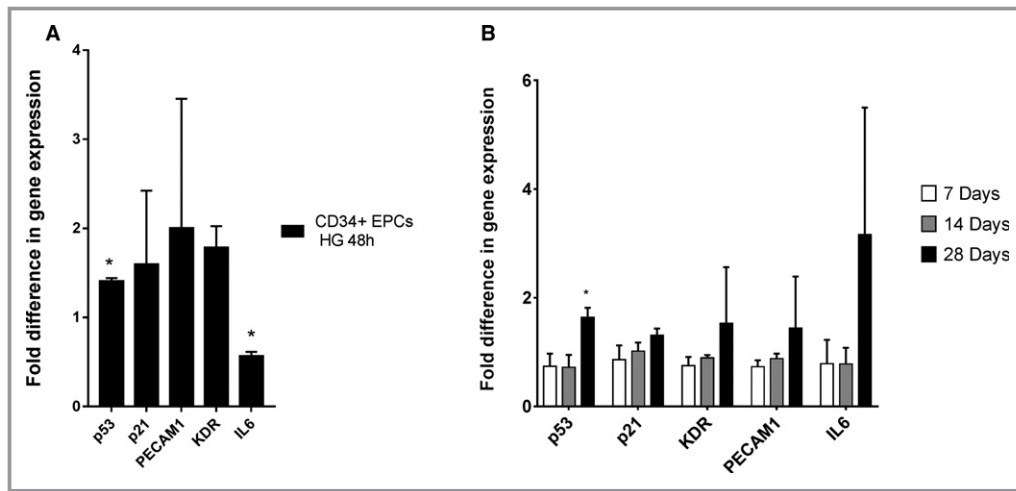 A
Fold difference in gene expression
4
3
2
1
0
*
*
p53
p21
PECAM1
KDR
IL6
CD34+ EPCs
HG 48h
B
Fold difference in gene expression
6
4
2
0
*
p53
p21
KDR
PECAM1
IL6
7 Days
14 Days
28 Days